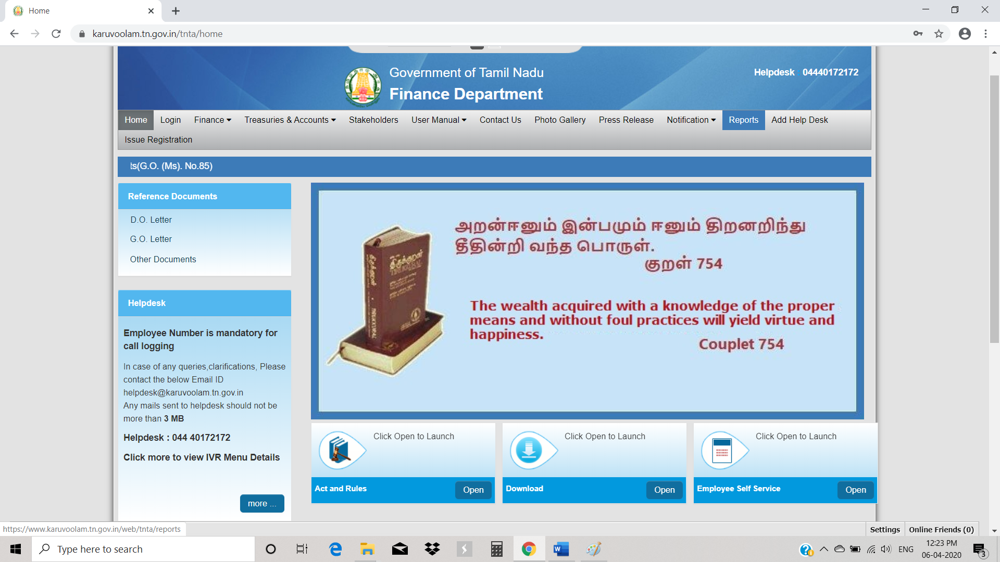 Home
karuvoolam.tn.gov.in/tnta/home
Government of Tamil Nadu
Finance Department
Helpdesk : 04440172172
Home Login Finance Treasuries & Accounts Stakeholders User Manual Contact Us Photo Gallery Press Release Notification Reports Add Help Desk
Issue Registration
ts(G.O. (Ms). No.85)
Reference Documents
D.O. Letter
G.O. Letter
Other Documents
Helpdesk
Employee Number is mandatory for
call logging
In case of any queries,clarifications, Please
contact the below Email ID
helpdesk@karuvoolam.tn.gov.in
Any mails sent to helpdesk should not be
more than 3 MB
Helpdesk : 044 40172172
Click more to view IVR Menu Details
more ...
அறன்ஈனும் இன்பமும் ஈனும் திறனறிந்து
தீதின்றி வந்த பொருள்.
குறள் 754
திருக்குறள்
The wealth acquired with a knowledge of the proper
means and without foul practices will yield virtue and
happiness.
Couplet 754
Click Open to Launch
Act and Rules Open
Click Open to Launch
Download Open
Click Open to Launch
Employee Self Service Open
https://www.karuvoolam.tn.gov.in/web/tnta/reports
Settings Online Friends (0)
Type here to search
ENG
12:23 PM
06-04-2020
3